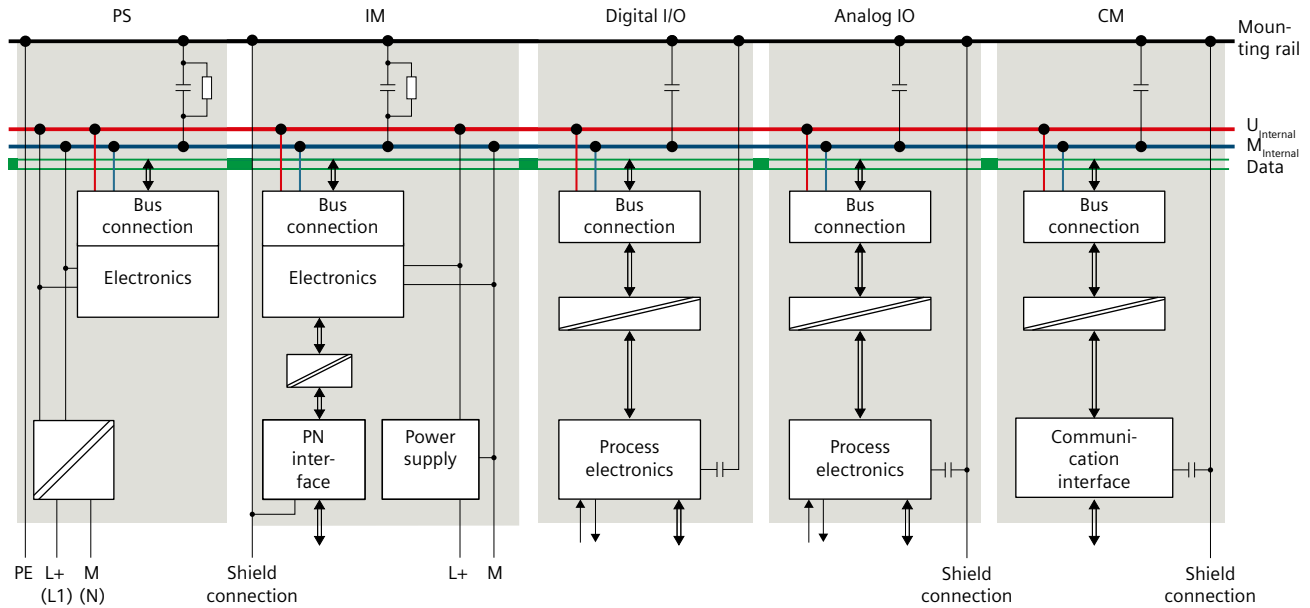 PS
IM
Digital I/O
Analog IO
CM
Moun-
ting rail
U Internal
M Internal
Data
Bus
connection
Electronics
Bus
connection
Electronics
Bus
connection
Bus
connection
Bus
connection
PN
inter-
face
Power
supply
Process
electronics
Process
electronics
Communi-
cation
interface
PE
L+
(L1)
M
(N)
Shield
connection
L+
M
Shield
connection
Shield
connection